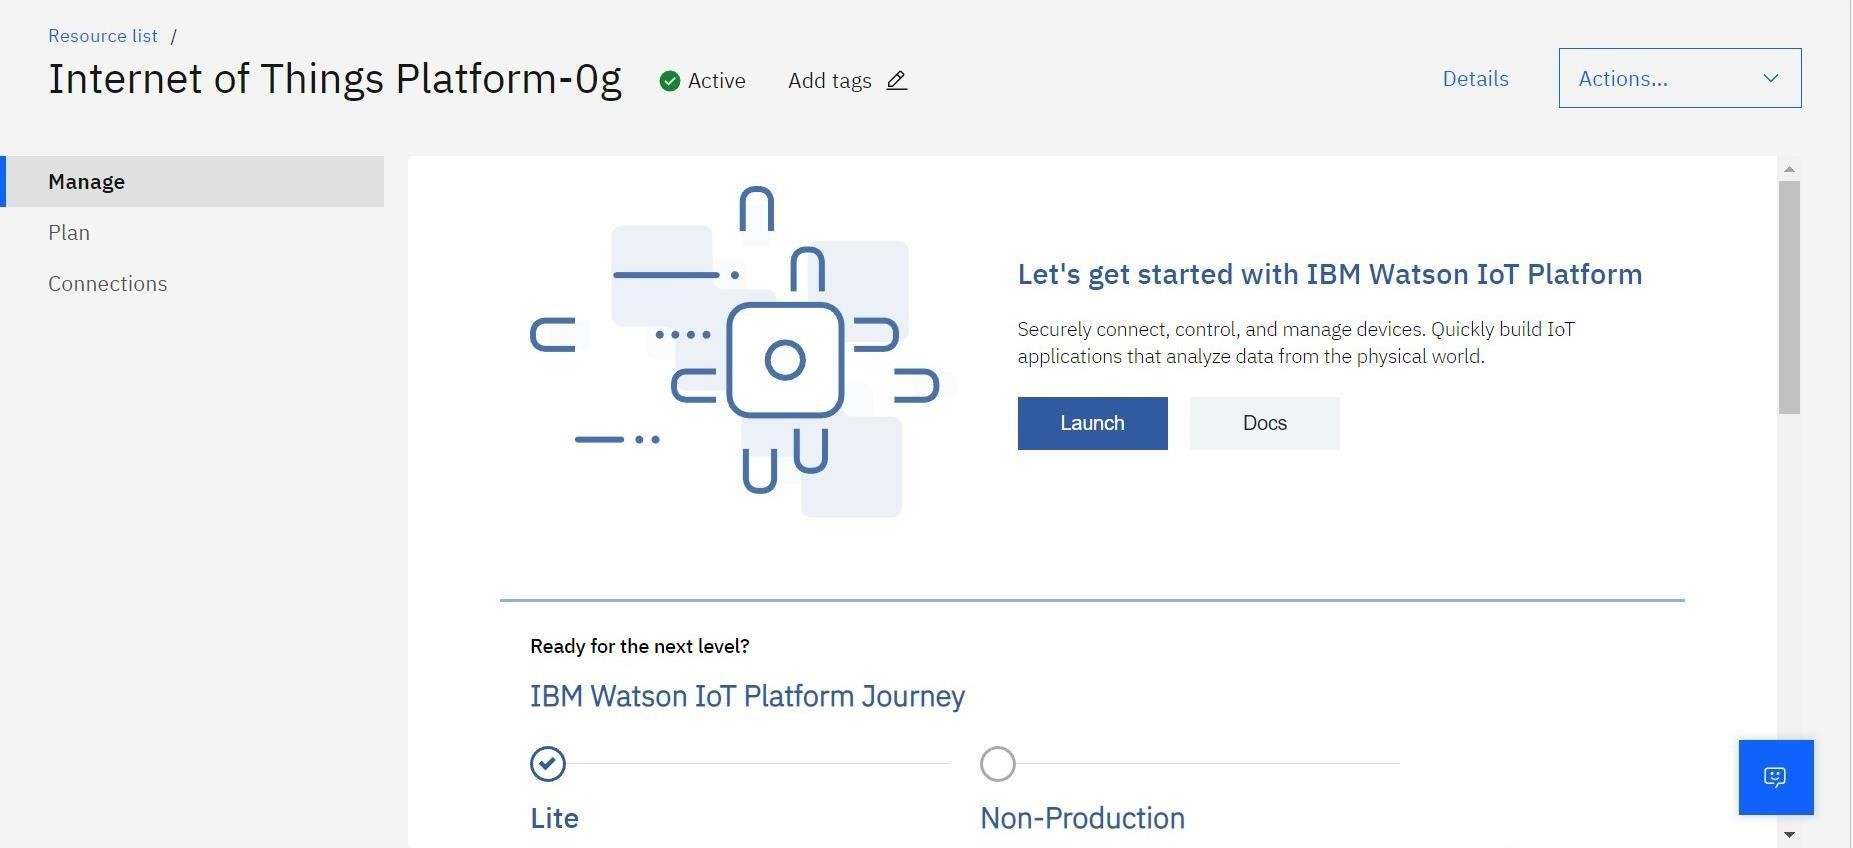 Resource list /
Internet of Things Platform-0g
Active
Add tags
Details
Actions...
Manage
Plan
Connections
Let's get started with IBM Watson IoT Platform
Securely connect, control, and manage devices. Quickly build IoT
applications that analyze data from the physical world.
Launch
Docs
Ready for the next level?
IBM Watson IoT Platform Journey
Lite
Non-Production